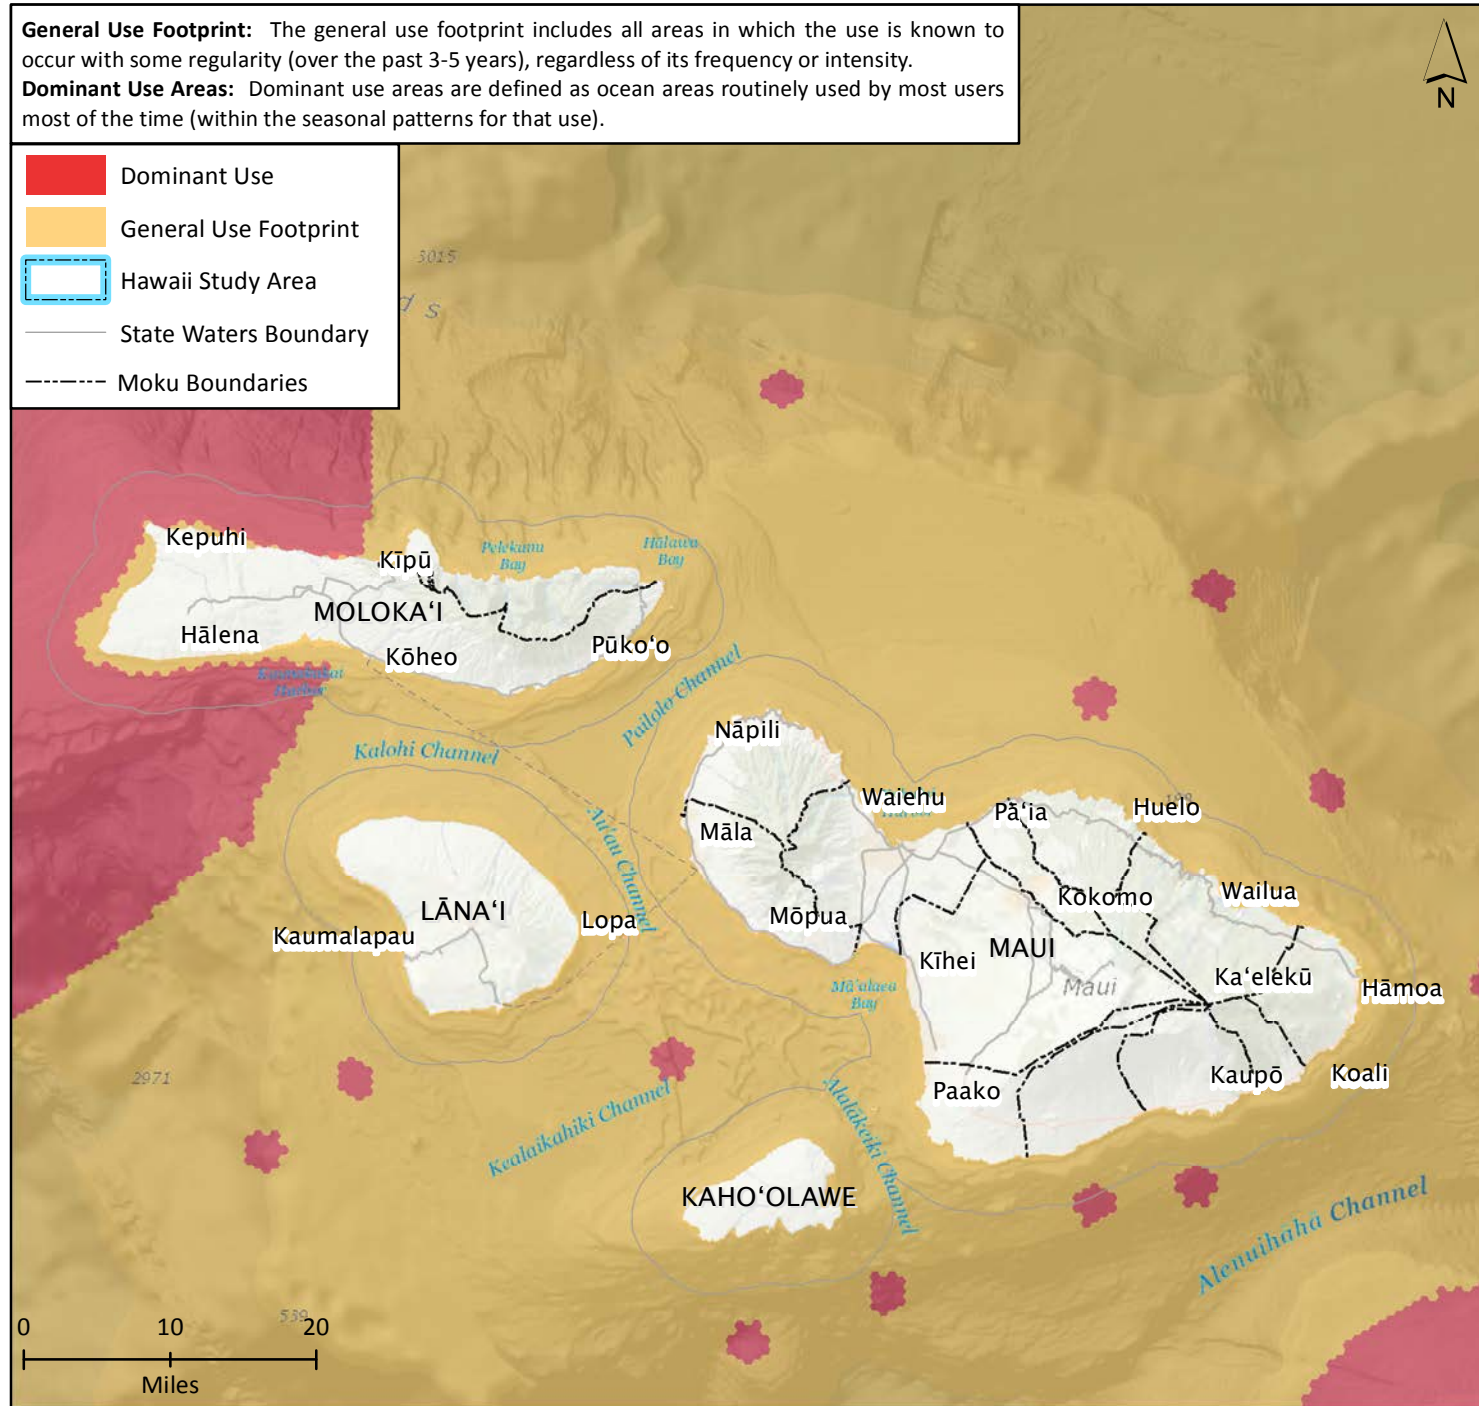 General Use Footprint: The general use footprint includes all areas in which the use is known to
occur with some regularity (over the past 3-5 years), regardless of its frequency or intensity.
Dominant Use Areas: Dominant use areas are defined as ocean areas routinely used by most users
most of the time (within the seasonal patterns for that use).
N
Dominant Use
General Use Footprint
Hawaii Study Area
State Waters Boundary
Moku Boundaries
3015
d s
Kepuhi
Kīpū
Pelekunu
Bay
Hālawa
Bay
MOLOKAʻI
Hālena
Kōheo
Pūkoʻo
Kaunakakai
Harbor
Pailolo Channel
Kalohi Channel
Nāpili
Waiehu
Pāʻia
Huelo
Māla
Auʻau Channel
Kōkomo
Wailua
LĀNAʻI
Lopa
Mōpua
Kaumalapau
Kīhei
MAUI
Maui
Kaʻelekū
Hāmoa
Māʻalaea
Bay
2971
Paako
Kaupō
Koali
Kealaikahiki Channel
Alalākeiki Channel
KAHOʻOLAWE
Alenuihāhā Channel
539
0 10 20
Miles